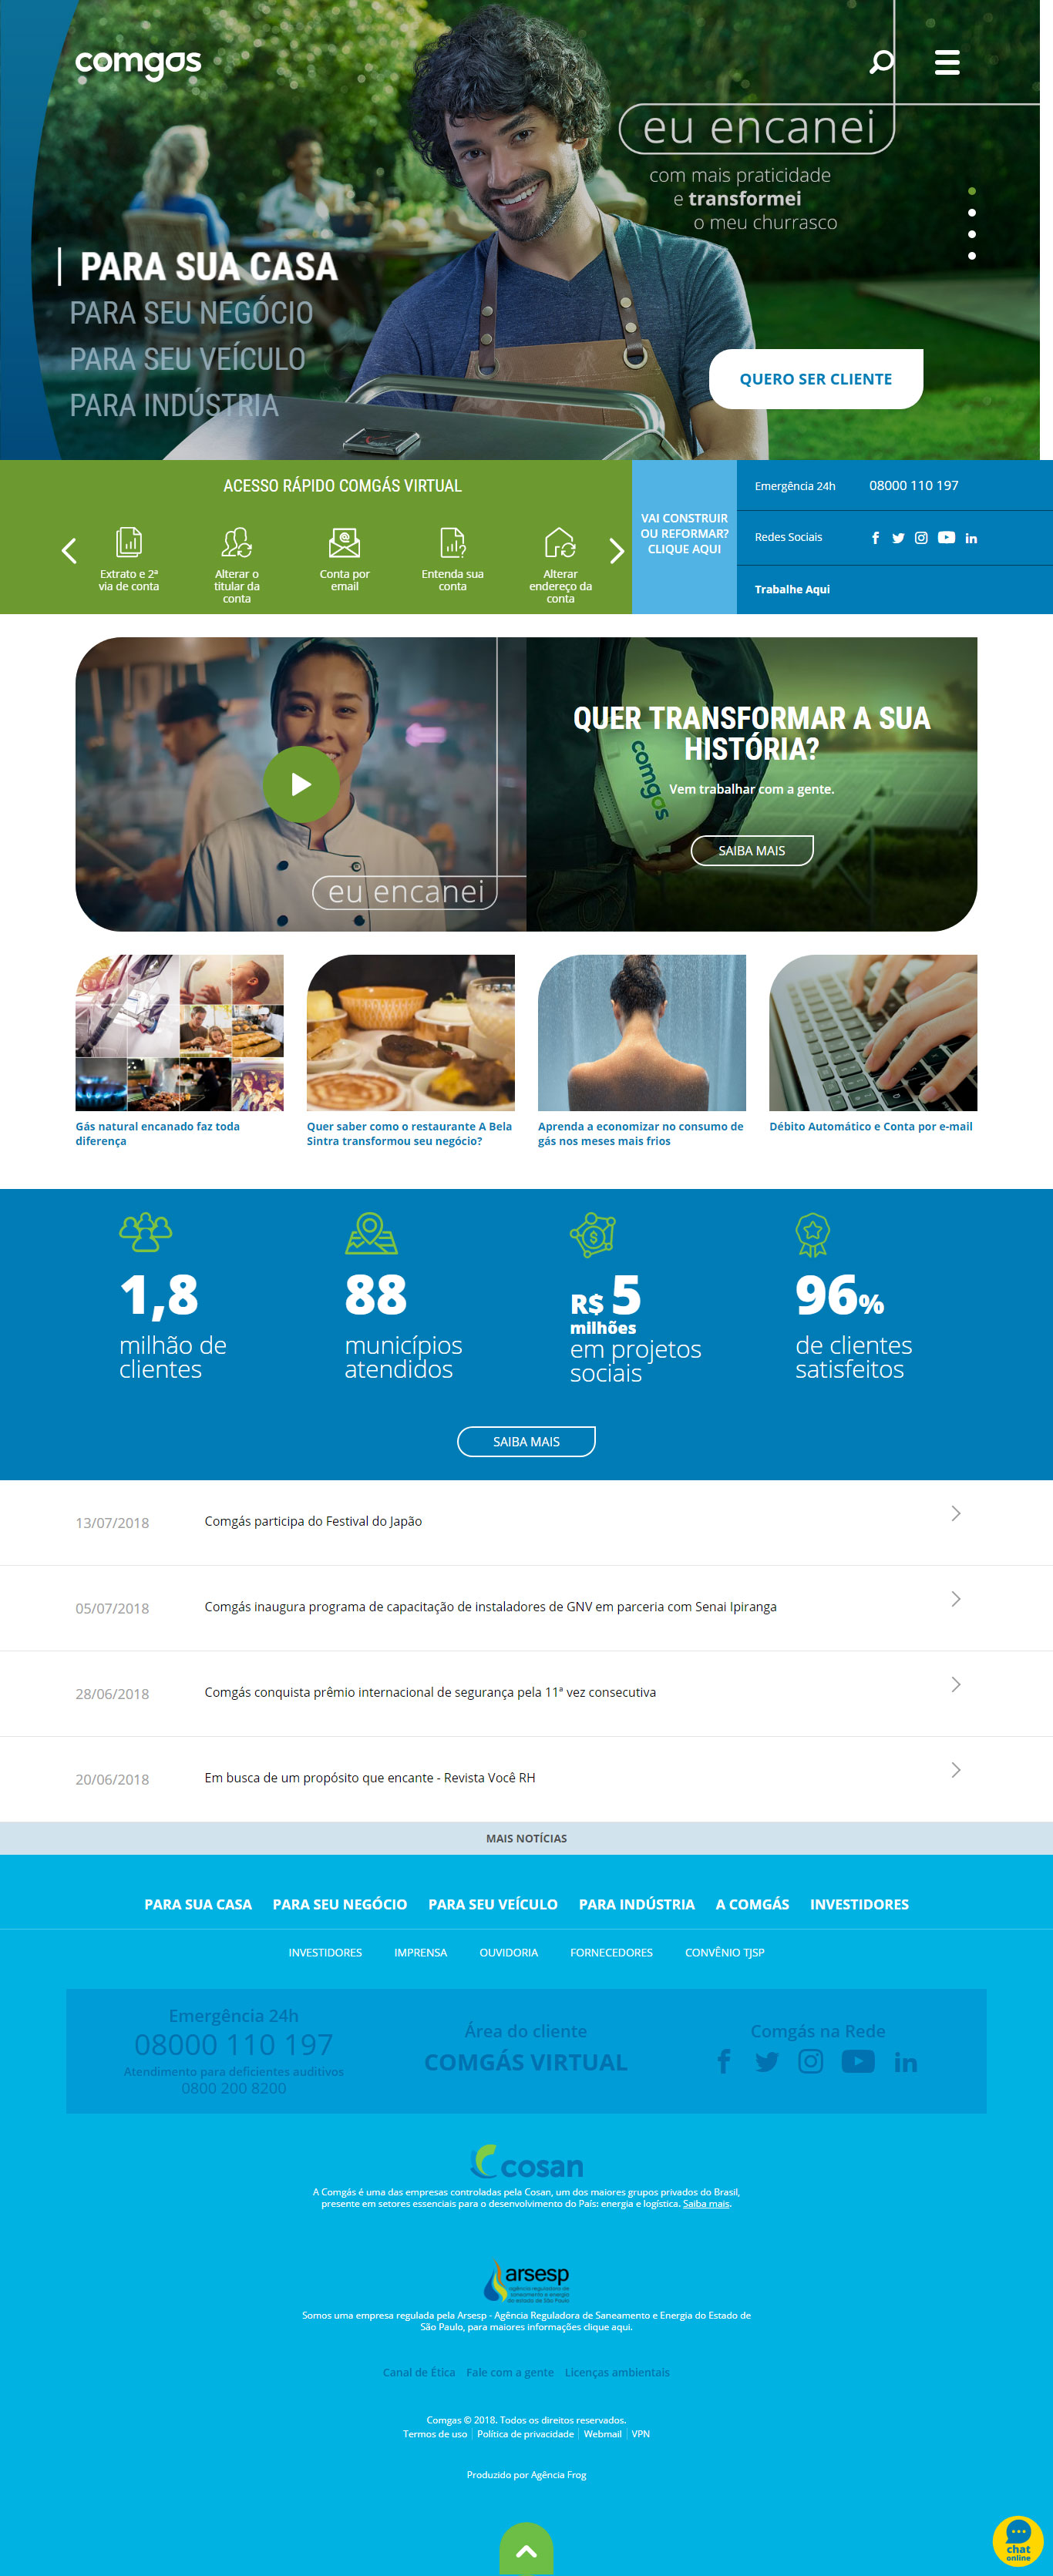 comgas
eu encanei
com mais praticidade
e transformei
o meu churrasco
PARA SUA CASA
PARA SEU NEGÓCIO
PARA SEU VEÍCULO
PARA INDÚSTRIA
QUERO SER CLIENTE
ACESSO RÁPIDO COMGÁS VIRTUAL
Extrato e 2ª
via de conta
Alterar o
titular da
conta
Conta por
email
Entenda sua
conta
Alterar
endereço da
conta
VAI CONSTRUIR
OU REFORMAR?
CLIQUE AQUI
Emergência 24h 08000 110 197
Redes Sociais
Trabalhe Aqui
eu encanei
comgas
QUER TRANSFORMAR A SUA
HISTÓRIA?
Vem trabalhar com a gente.
SAIBA MAIS
Gás natural encanado faz toda
diferença
Quer saber como o restaurante A Bela
Sintra transformou seu negócio?
Aprenda a economizar no consumo de
gás nos meses mais frios
Débito Automático e Conta por e-mail
1,8
milhão de
clientes
88
municípios
atendidos
R$ 5
milhões
em projetos
sociais
96%
de clientes
satisfeitos
SAIBA MAIS
13/07/2018 Comgás participa do Festival do Japão
05/07/2018 Comgás inaugura programa de capacitação de instaladores de GNV em parceria com Senai Ipiranga
28/06/2018 Comgás conquista prêmio internacional de segurança pela 11ª vez consecutiva
20/06/2018 Em busca de um propósito que encante - Revista Você RH
MAIS NOTÍCIAS
PARA SUA CASA PARA SEU NEGÓCIO PARA SEU VEÍCULO PARA INDÚSTRIA A COMGÁS INVESTIDORES
INVESTIDORES IMPRENSA OUVIDORIA FORNECEDORES CONVÊNIO TJSP
Emergência 24h
08000 110 197
Atendimento para deficientes auditivos
0800 200 8200
Área do cliente
COMGÁS VIRTUAL
Comgás na Rede
cosan
A Comgás é uma das empresas controladas pela Cosan, um dos maiores grupos privados do Brasil,
presente em setores essenciais para o desenvolvimento do País: energia e logística. Saiba mais.
arsesp
agência reguladora de
saneamento e energia
do estado de São Paulo
Somos uma empresa regulada pela Arsesp - Agência Reguladora de Saneamento e Energia do Estado de
São Paulo, para maiores informações clique aqui.
Canal de Ética Fale com a gente Licenças ambientais
Comgas © 2018. Todos os direitos reservados.
Termos de uso Política de privacidade Webmail VPN
Produzido por Agência Frog
chat
online